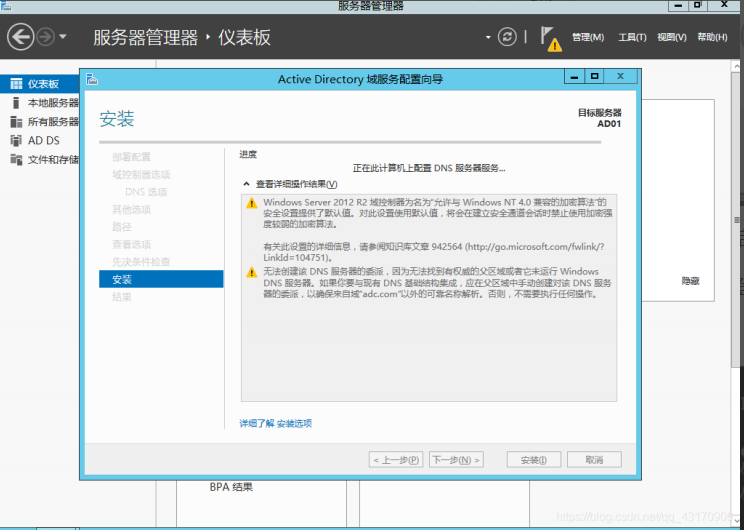 服务器管理器
服务器管理器 · 仪表板
管理(M) 工具(T) 视图(V) 帮助(H)
仪表板
本地服务器
所有服务器
AD DS
文件和存储
Active Directory 域服务配置向导
安装
目标服务器
AD01
部署配置
域控制器选项
DNS 选项
其他选项
路径
查看选项
先决条件检查
安装
结果
进度
正在此计算机上配置 DNS 服务器服务...
查看详细操作结果(V)
Windows Server 2012 R2 域控制器为名为"允许与 Windows NT 4.0 兼容的加密算法"的
安全设置提供了默认值。对此设置使用默认值，将会在建立安全通道会话时禁止使用加密强
度较弱的加密算法。
有关此设置的详细信息，请参阅知识库文章 942564 (http://go.microsoft.com/fwlink/?
LinkId=104751)。
无法创建该 DNS 服务器的委派，因为无法找到有权威的父区域或者它未运行 Windows
DNS 服务器。如果你要与现有 DNS 基础结构集成，应在父区域中手动创建对该 DNS 服务
器的委派，以确保来自域"adc.com"以外的可靠名称解析。否则，不需要执行任何操作。
详细了解 安装选项
< 上一步(P) 下一步(N) > 安装(I) 取消
隐藏
BPA 结果